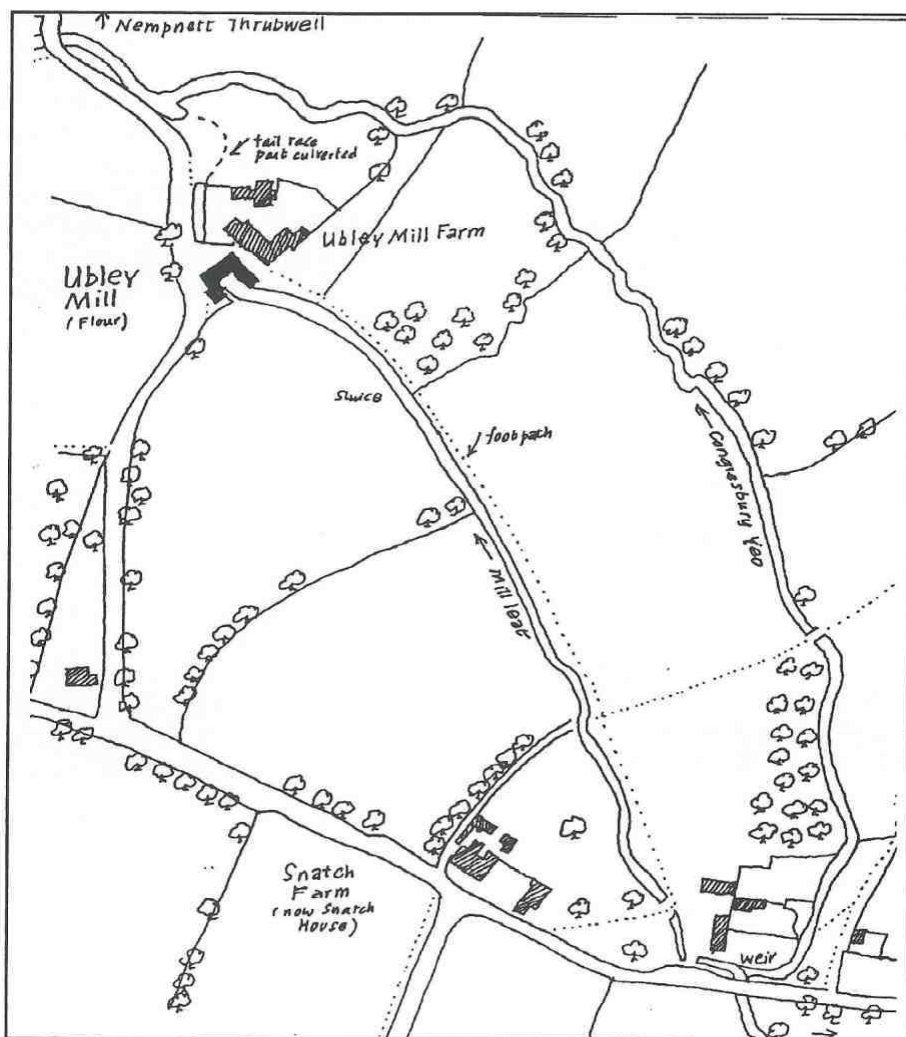 Nempnett Thrubwell
tail race
part culverted
Ubley Mill Farm
Ubley
Mill
(Flour)
sluice
footpath
Congresbury Yeo
Mill leat
Snatch
Farm
(now Snatch
House)
weir